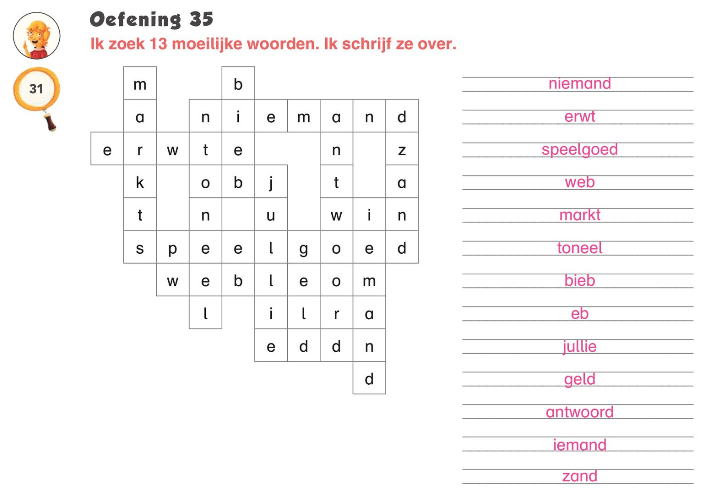 Oefening 35
Ik zoek 13 moeilijke woorden. Ik schrijf ze over.
31
m b
a n i e m a n d
e r w t e n z
k o b j t a
t n u w i n
s p e e l g o e d
w e b l e o m
l i l r a
e d d n
d
niemand
erwt
speelgoed
web
markt
toneel
bieb
eb
jullie
geld
antwoord
iemand
zand